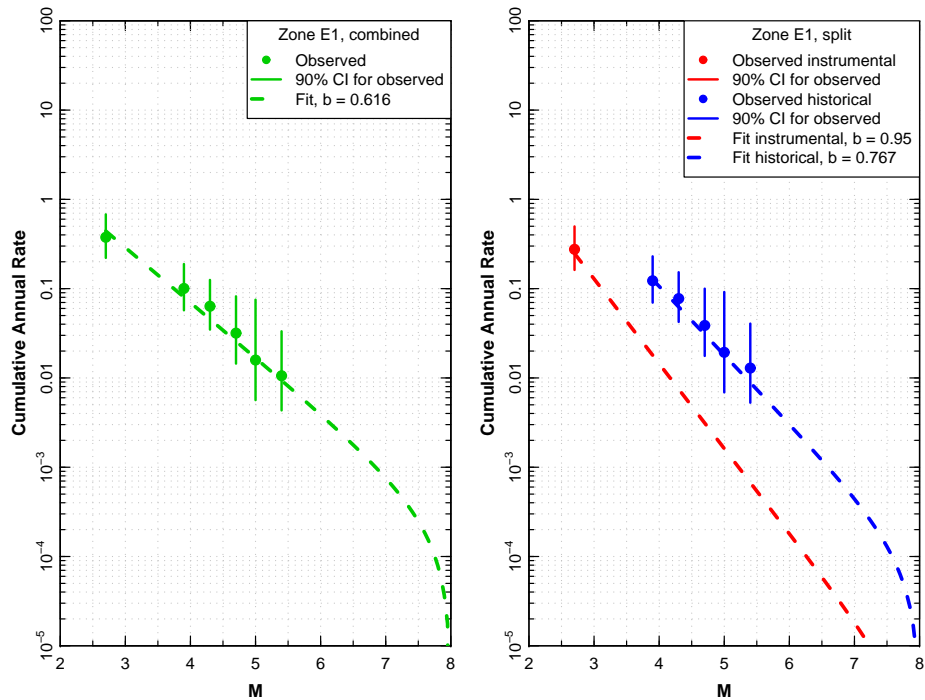 Zone E1, combined
Observed
90% CI for observed
Fit, b = 0.616
Cumulative Annual Rate
100
10
1
0.1
0.01
10⁻³
10⁻⁴
10⁻⁵
2 3 4 5 6 7 8
M
Zone E1, split
Observed instrumental
90% CI for observed
Observed historical
90% CI for observed
Fit instrumental, b = 0.95
Fit historical, b = 0.767
Cumulative Annual Rate
100
10
1
0.1
0.01
10⁻³
10⁻⁴
10⁻⁵
2 3 4 5 6 7 8
M